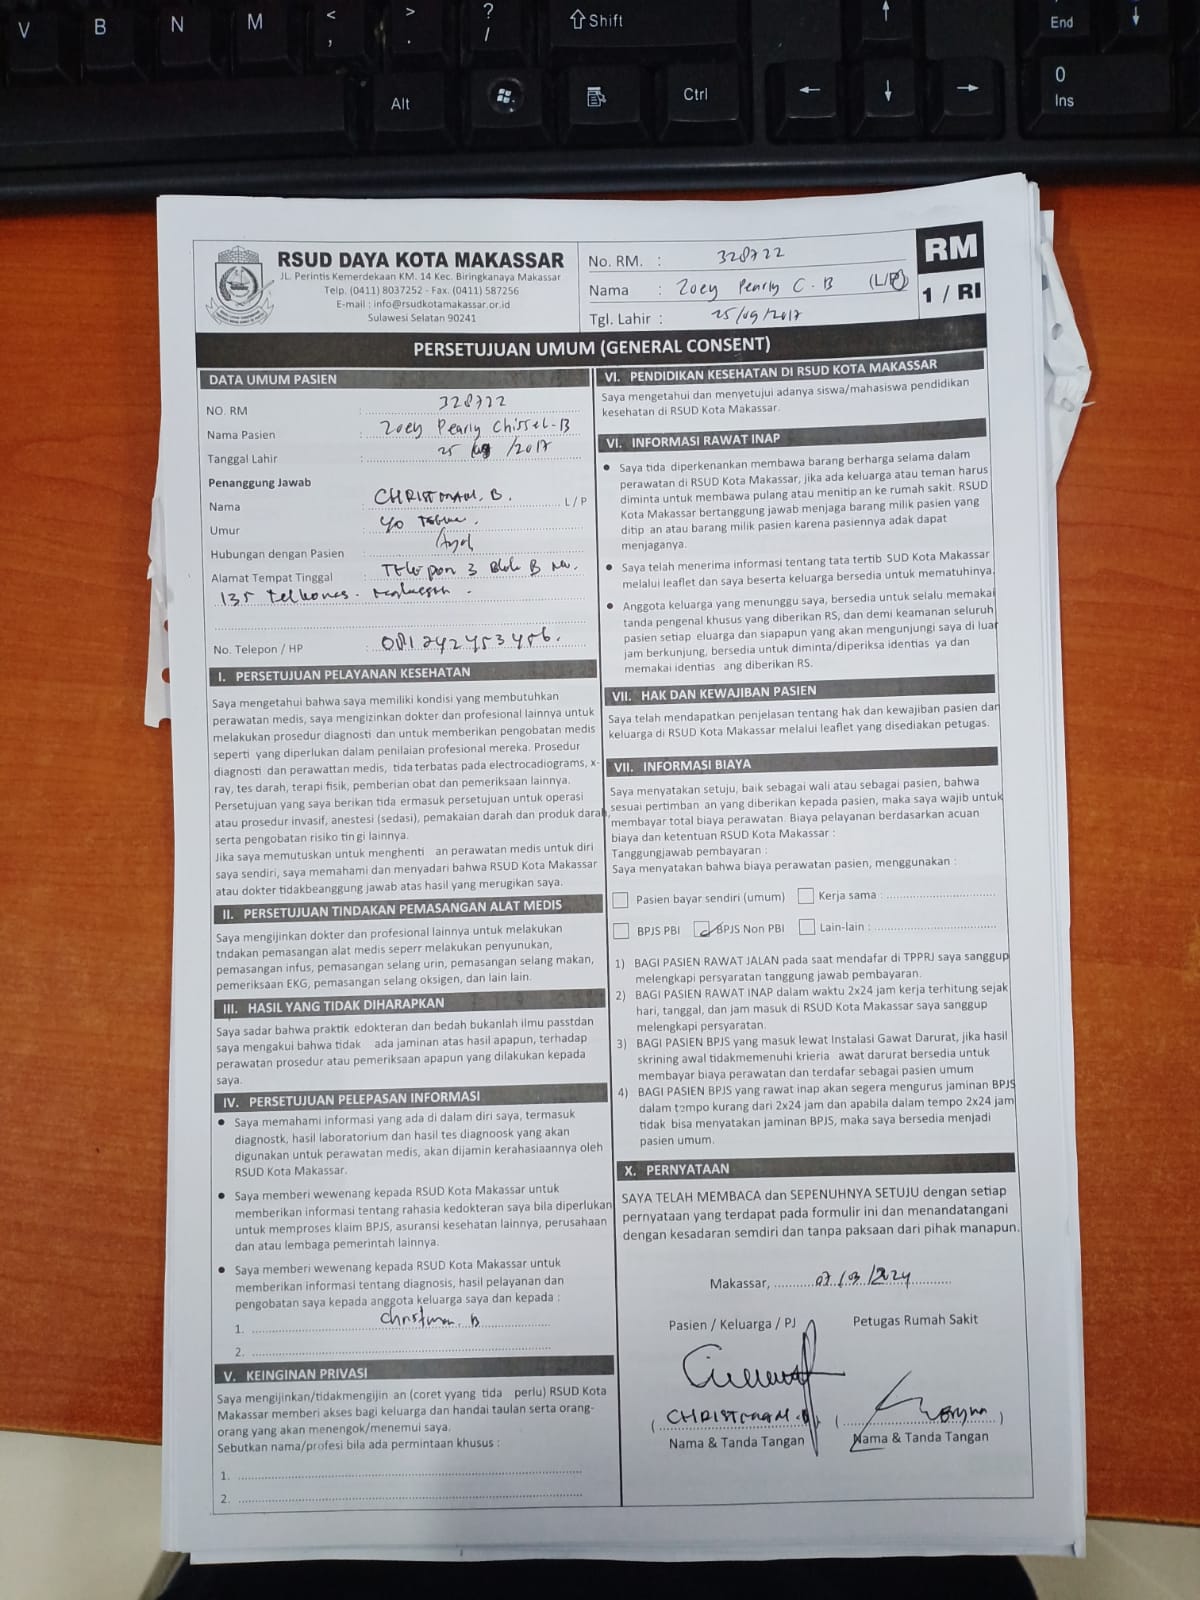 V B N M < , > . ? / Shift End
Alt Ctrl 0 Ins
RSUD DAYA KOTA MAKASSAR
JL. Perintis Kemerdekaan KM. 14 Kec. Biringkanaya Makassar
Telp. (0411) 8037252 - Fax. (0411) 587256
E-mail : info@rsudkotamakassar.or.id
Sulawesi Selatan 90241
No. RM. : 328722
Nama : Zoey Pearly C. B (L/P)
Tgl. Lahir : 25/09/2017
RM
1 / RI
PERSETUJUAN UMUM (GENERAL CONSENT)
DATA UMUM PASIEN
NO. RM : 328722
Nama Pasien : Zoey Pearly Chissel-B
Tanggal Lahir : 25 /2017
Penanggung Jawab
Nama : CHRISTMAM. B. L / P
Umur : 40
Hubungan dengan Pasien : Ayah
Alamat Tempat Tinggal : Telepon 3 Blok B No.
135 Telkomas.
No. Telepon / HP : 081242453456.
I. PERSETUJUAN PELAYANAN KESEHATAN
Saya mengetahui bahwa saya memiliki kondisi yang membutuhkan
perawatan medis, saya mengizinkan dokter dan profesional lainnya untuk
melakukan prosedur diagnosti dan untuk memberikan pengobatan medis
seperti yang diperlukan dalam penilaian profesional mereka. Prosedur
diagnosti dan perawattan medis, tida terbatas pada electrocadiograms, x-
ray, tes darah, terapi fisik, pemberian obat dan pemeriksaan lainnya.
Persetujuan yang saya berikan tida ermasuk persetujuan untuk operasi
atau prosedur invasif, anestesi (sedasi), pemakaian darah dan produk darah,
serta pengobatan risiko tin gi lainnya.
Jika saya memutuskan untuk menghenti an perawatan medis untuk diri
saya sendiri, saya memahami dan menyadari bahwa RSUD Kota Makassar
atau dokter tidakbeanggung jawab atas hasil yang merugikan saya.
II. PERSETUJUAN TINDAKAN PEMASANGAN ALAT MEDIS
Saya mengijinkan dokter dan profesional lainnya untuk melakukan
tndakan pemasangan alat medis seperr melakukan penyunukan,
pemasangan infus, pemasangan selang urin, pemasangan selang makan,
pemeriksaan EKG, pemasangan selang oksigen, dan lain lain.
III. HASIL YANG TIDAK DIHARAPKAN
Saya sadar bahwa praktik edokteran dan bedah bukanlah ilmu passtdan
saya mengakui bahwa tidak ada jaminan atas hasil apapun, terhadap
perawatan prosedur atau pemeriksaan apapun yang dilakukan kepada
saya.
IV. PERSETUJUAN PELEPASAN INFORMASI
• Saya memahami informasi yang ada di dalam diri saya, termasuk
diagnostk, hasil laboratorium dan hasil tes diagnoosk yang akan
digunakan untuk perawatan medis, akan dijamin kerahasiaannya oleh
RSUD Kota Makassar.
• Saya memberi wewenang kepada RSUD Kota Makassar untuk
memberikan informasi tentang rahasia kedokteran saya bila diperlukan
untuk memproses klaim BPJS, asuransi kesehatan lainnya, perusahaan
dan atau lembaga pemerintah lainnya.
• Saya memberi wewenang kepada RSUD Kota Makassar untuk
memberikan informasi tentang diagnosis, hasil pelayanan dan
pengobatan saya kepada anggota keluarga saya dan kepada :
1. Christmam. B
2.
V. KEINGINAN PRIVASI
Saya mengijinkan/tidakmengijin an (coret yyang tida perlu) RSUD Kota
Makassar memberi akses bagi keluarga dan handai taulan serta orang-
orang yang akan menengok/menemui saya.
Sebutkan nama/profesi bila ada permintaan khusus :
1.
2.
VI. PENDIDIKAN KESEHATAN DI RSUD KOTA MAKASSAR
Saya mengetahui dan menyetujui adanya siswa/mahasiswa pendidikan
kesehatan di RSUD Kota Makassar.
VI. INFORMASI RAWAT INAP
• Saya tida diperkenankan membawa barang berharga selama dalam
perawatan di RSUD Kota Makassar, jika ada keluarga atau teman harus
diminta untuk membawa pulang atau menitip an ke rumah sakit. RSUD
Kota Makassar bertanggung jawab menjaga barang milik pasien yang
ditip an atau barang milik pasien karena pasiennya adak dapat
menjaganya.
• Saya telah menerima informasi tentang tata tertib SUD Kota Makassar
melalui leaflet dan saya beserta keluarga bersedia untuk mematuhinya.
• Anggota keluarga yang menunggu saya, bersedia untuk selalu memakai
tanda pengenal khusus yang diberikan RS, dan demi keamanan seluruh
pasien setiap eluarga dan siapapun yang akan mengunjungi saya di luar
jam berkunjung, bersedia untuk diminta/diperiksa identias ya dan
memakai identias ang diberikan RS.
VII. HAK DAN KEWAJIBAN PASIEN
Saya telah mendapatkan penjelasan tentang hak dan kewajiban pasien dan
keluarga di RSUD Kota Makassar melalui leaflet yang disediakan petugas.
VII. INFORMASI BIAYA
Saya menyatakan setuju, baik sebagai wali atau sebagai pasien, bahwa
sesuai pertimban an yang diberikan kepada pasien, maka saya wajib untuk
membayar total biaya perawatan. Biaya pelayanan berdasarkan acuan
biaya dan ketentuan RSUD Kota Makassar :
Tanggungjawab pembayaran :
Saya menyatakan bahwa biaya perawatan pasien, menggunakan :
Pasien bayar sendiri (umum) Kerja sama :
BPJS PBI BPJS Non PBI Lain-lain :
1) BAGI PASIEN RAWAT JALAN pada saat mendafar di TPPRJ saya sanggup
melengkapi persyaratan tanggung jawab pembayaran.
2) BAGI PASIEN RAWAT INAP dalam waktu 2x24 jam kerja terhitung sejak
hari, tanggal, dan jam masuk di RSUD Kota Makassar saya sanggup
melengkapi persyaratan.
3) BAGI PASIEN BPJS yang masuk lewat Instalasi Gawat Darurat, jika hasil
skrining awal tidakmemenuhi krieria awat darurat bersedia untuk
membayar biaya perawatan dan terdafar sebagai pasien umum
4) BAGI PASIEN BPJS yang rawat inap akan segera mengurus jaminan BPJS
dalam tempo kurang dari 2x24 jam dan apabila dalam tempo 2x24 jam
tidak bisa menyatakan jaminan BPJS, maka saya bersedia menjadi
pasien umum.
X. PERNYATAAN
SAYA TELAH MEMBACA dan SEPENUHNYA SETUJU dengan setiap
pernyataan yang terdapat pada formulir ini dan menandatangani
dengan kesadaran semdiri dan tanpa paksaan dari pihak manapun.
Makassar, 07/03/2024
Pasien / Keluarga / PJ Petugas Rumah Sakit
( CHRISTMAM. B ) ( )
Nama & Tanda Tangan Nama & Tanda Tangan